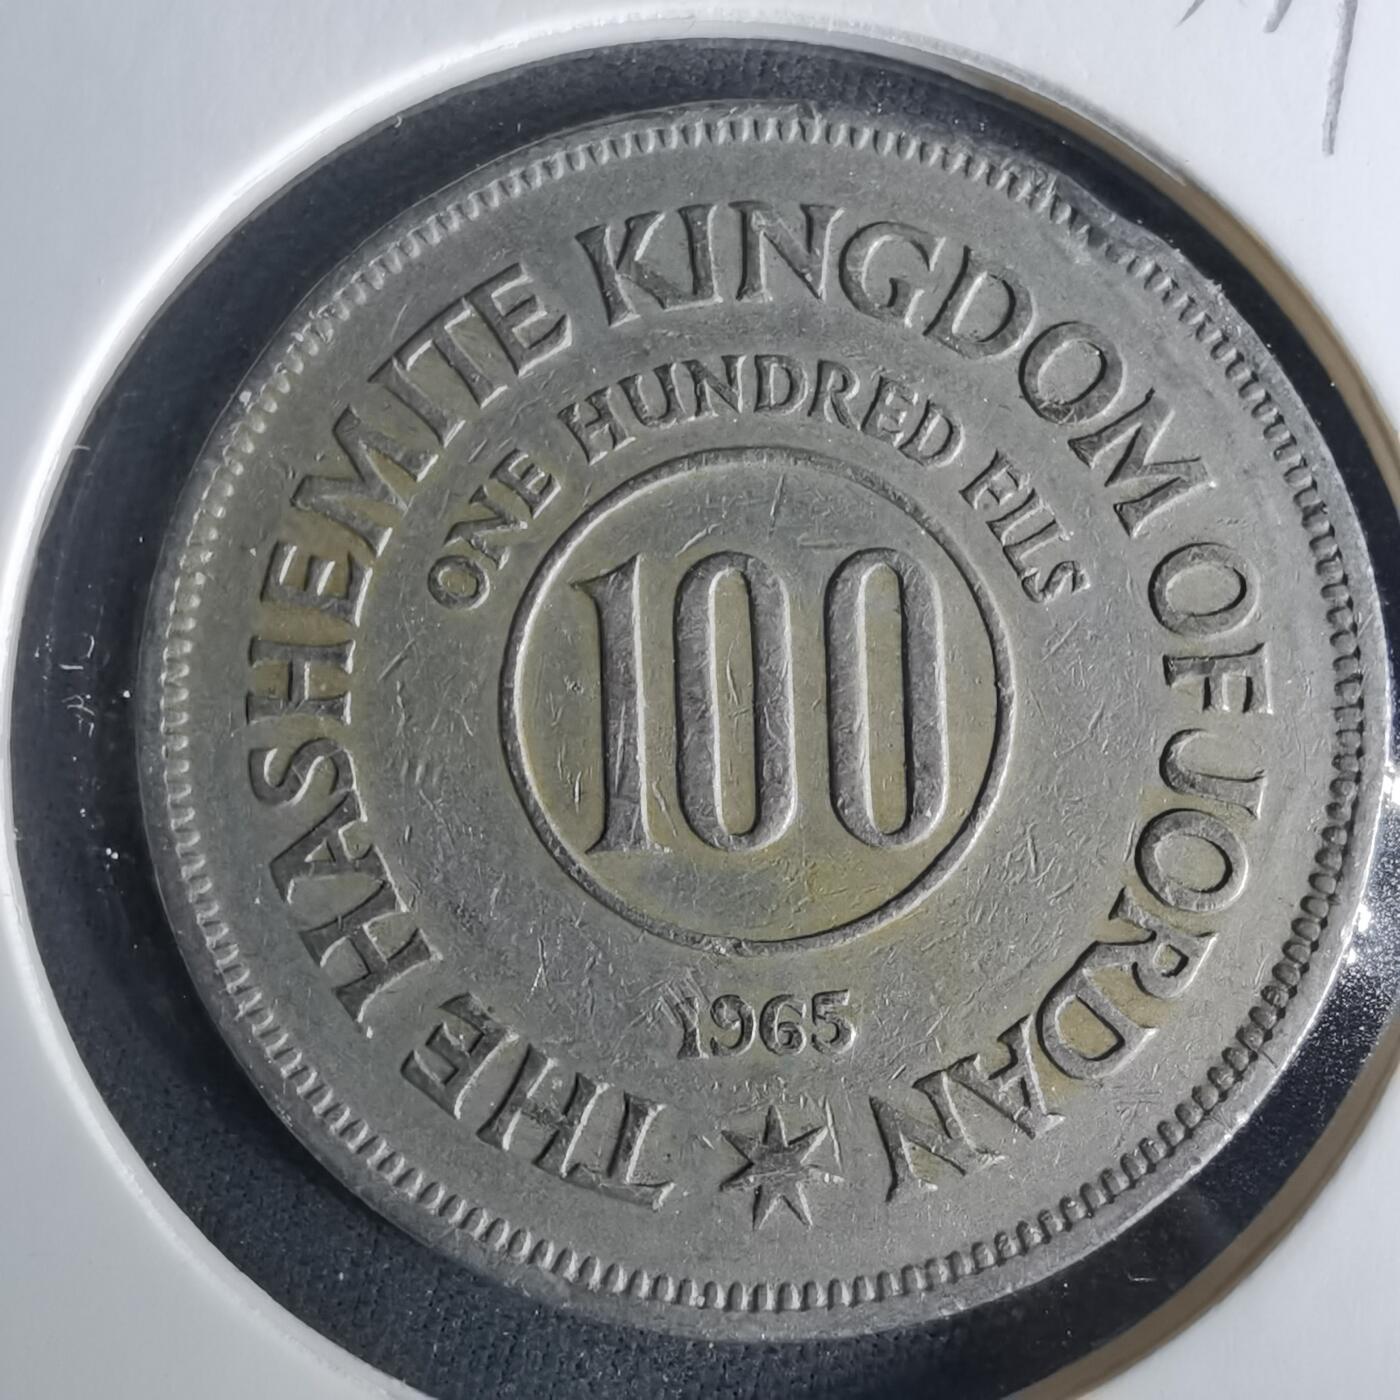 THE HASHEMITE KINGDOM OF JORDAN
ONE HUNDRED FILS
100
1965